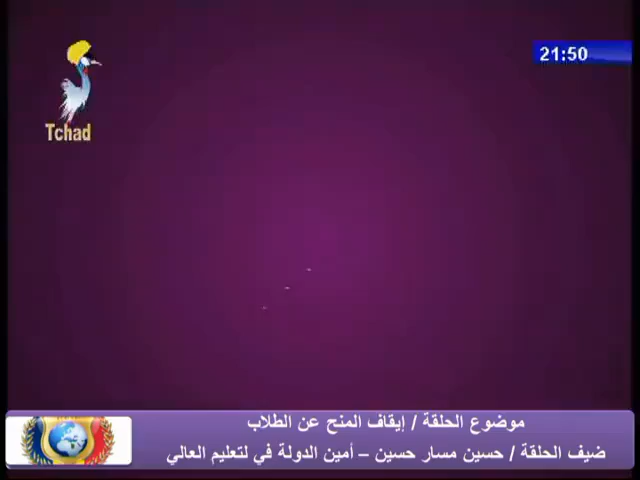 21:50
Tchad
موضوع الحلقة / إيقاف المنح عن الطلاب
ضيف الحلقة / حسين مسار حسين – أمين الدولة في لتعليم العالي